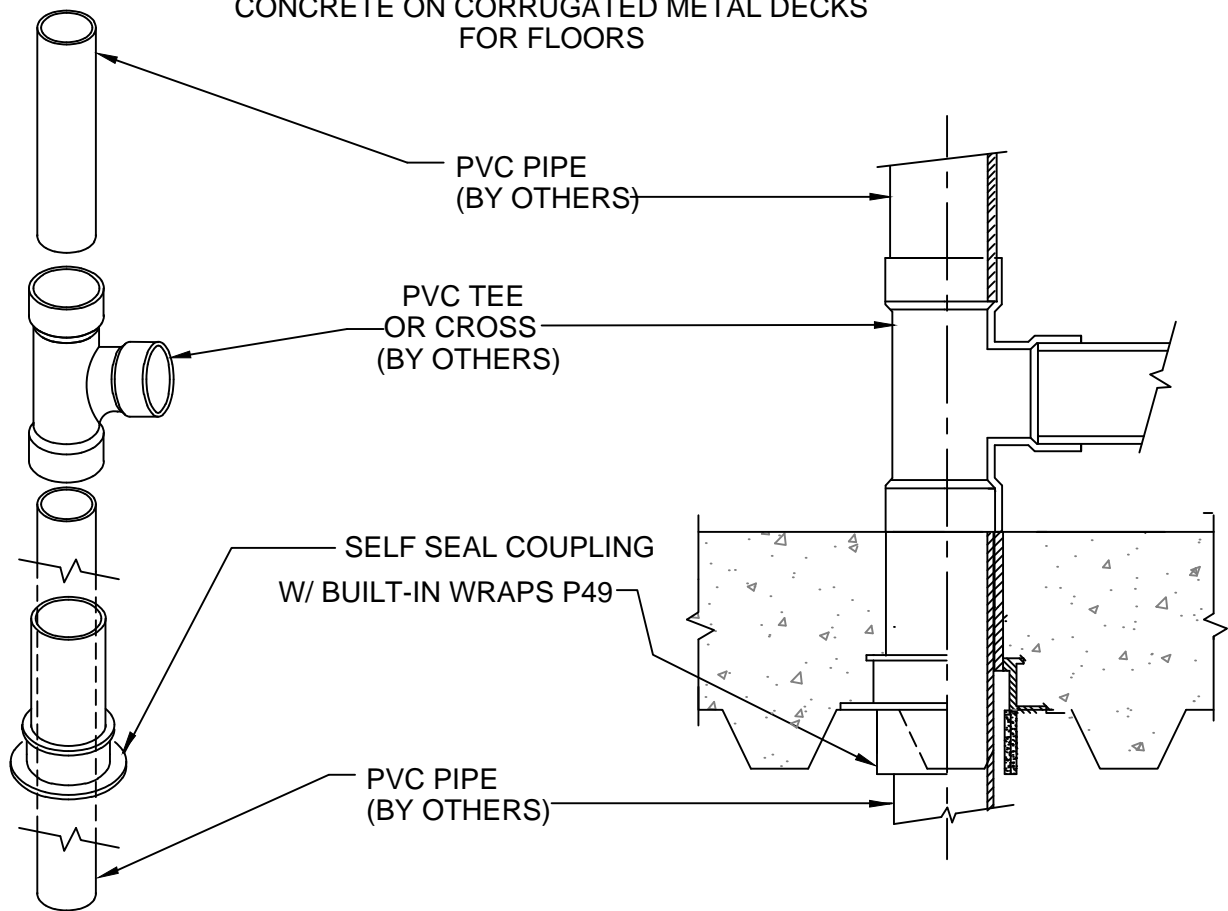 CONCRETE ON CORRUGATED METAL DECKS
FOR FLOORS
PVC PIPE
(BY OTHERS)
PVC TEE
OR CROSS
(BY OTHERS)
SELF SEAL COUPLING
W/ BUILT-IN WRAPS P49
PVC PIPE
(BY OTHERS)